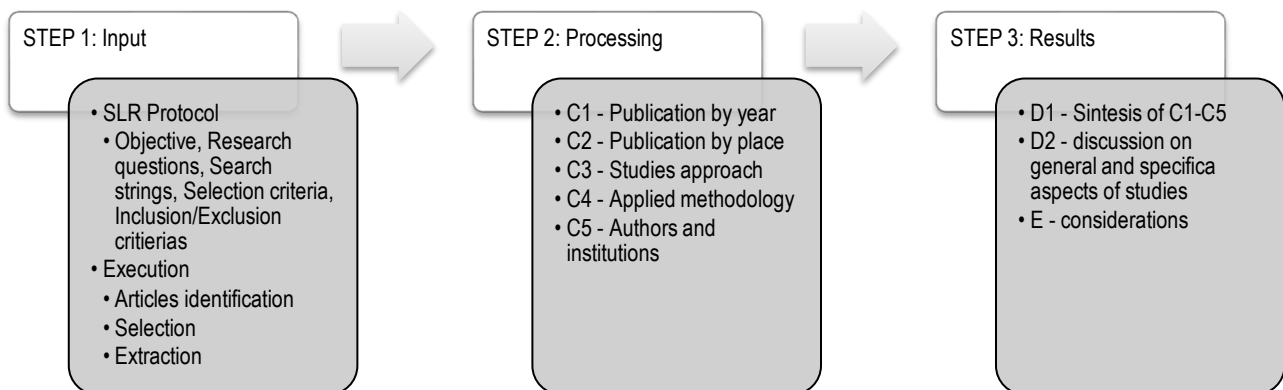 STEP 1: Input
• SLR Protocol
• Objective, Research
questions, Search
strings, Selection criteria,
Inclusion/Exclusion
critierias
• Execution
• Articles identification
• Selection
• Extraction
STEP 2: Processing
• C1 - Publication by year
• C2 - Publication by place
• C3 - Studies approach
• C4 - Applied methodology
• C5 - Authors and
institutions
STEP 3: Results
• D1 - Sintesis of C1-C5
• D2 - discussion on
general and specifica
aspects of studies
• E - considerations